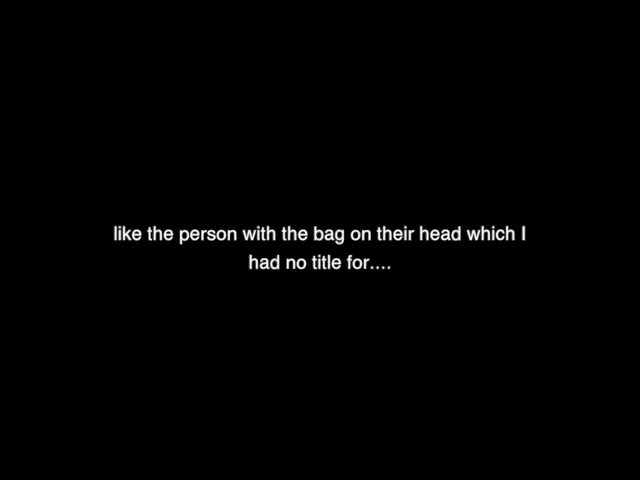 like the person with the bag on their head which I
had no title for....